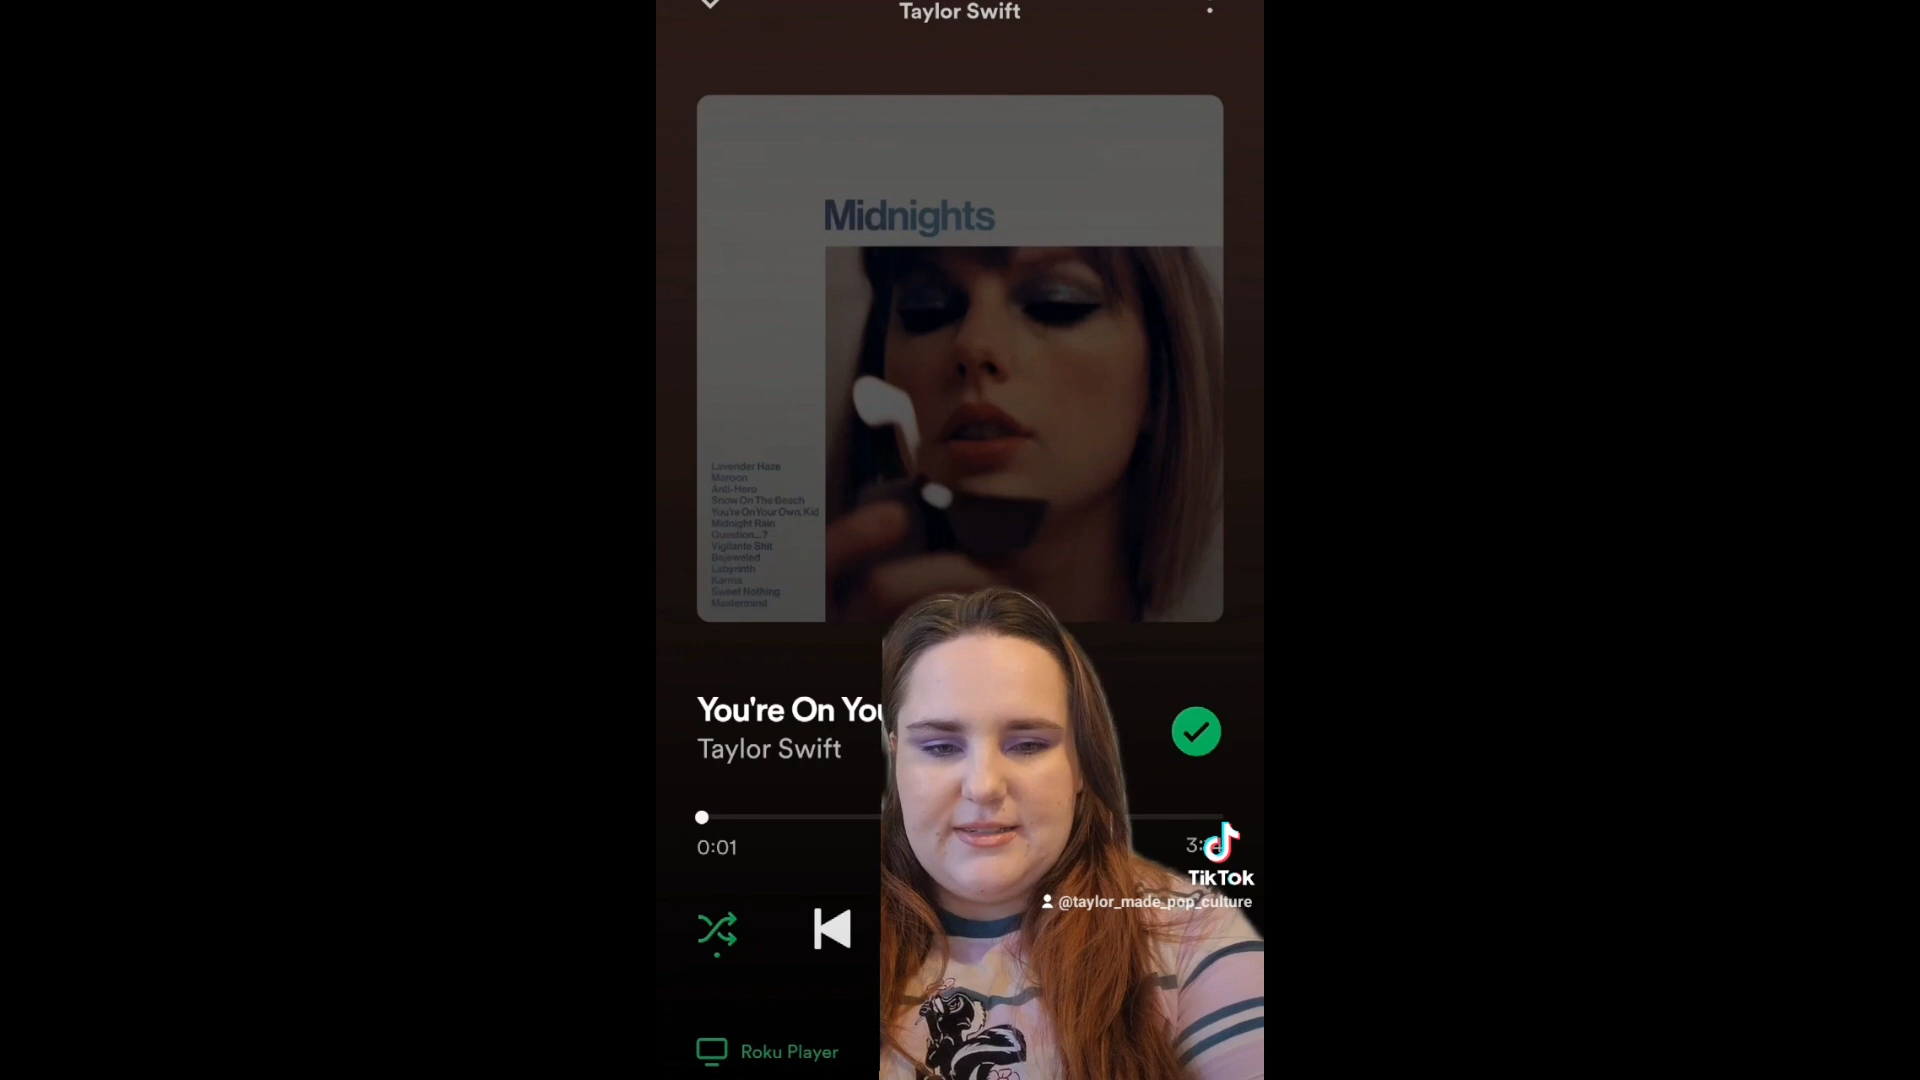 Taylor Swift
Midnights
Lavender Haze
Maroon
Anti-Hero
Snow On The Beach
You're On Your Own, Kid
Midnight Rain
Question...?
Vigilante Shit
Bejeweled
Labyrinth
Karma
Sweet Nothing
Mastermind
You're On You
Taylor Swift
0:01
3:
TikTok
@taylor_made_pop_culture
Roku Player